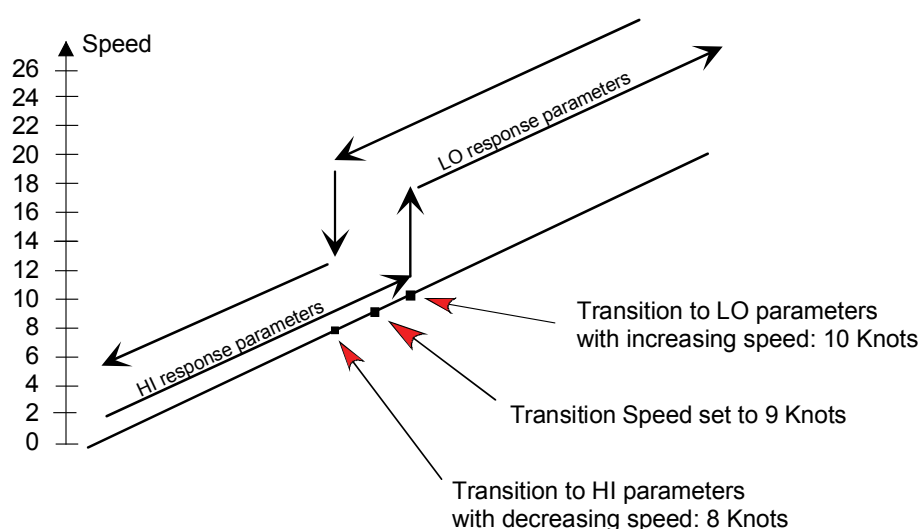 Speed
26
24
22
20
18
16
14
12
10
8
6
4
2
0
LO response parameters
HI response parameters
Transition to LO parameters
with increasing speed: 10 Knots
Transition Speed set to 9 Knots
Transition to HI parameters
with decreasing speed: 8 Knots